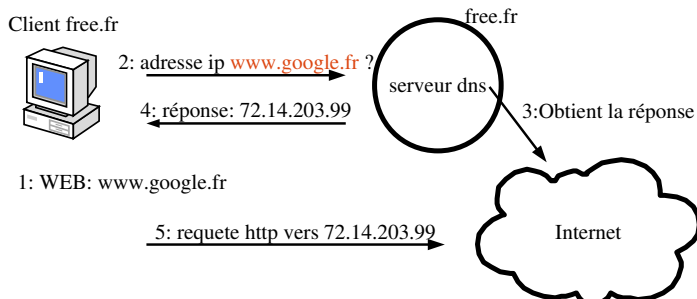 Client free.fr
free.fr
2: adresse ip www.google.fr ?
serveur dns
4: réponse: 72.14.203.99
3:Obtient la réponse
1: WEB: www.google.fr
5: requete http vers 72.14.203.99
Internet